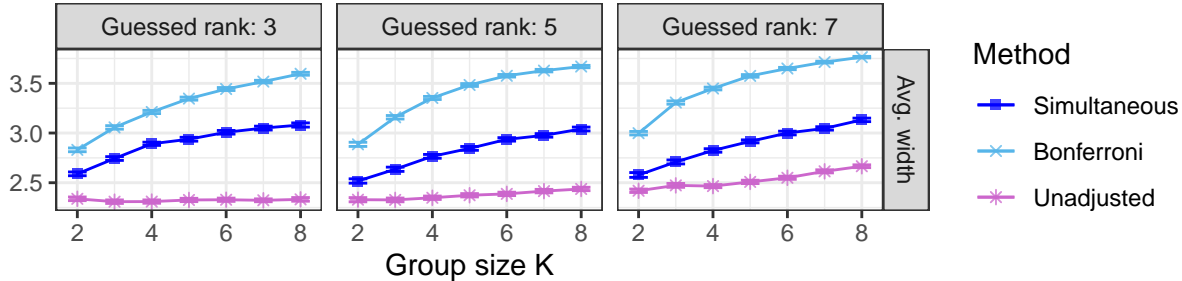 Guessed rank: 3
Guessed rank: 5
Guessed rank: 7
3.5
3.0
2.5
Avg. width
2 4 6 8
2 4 6 8
2 4 6 8
Group size K
Method
Simultaneous
Bonferroni
Unadjusted